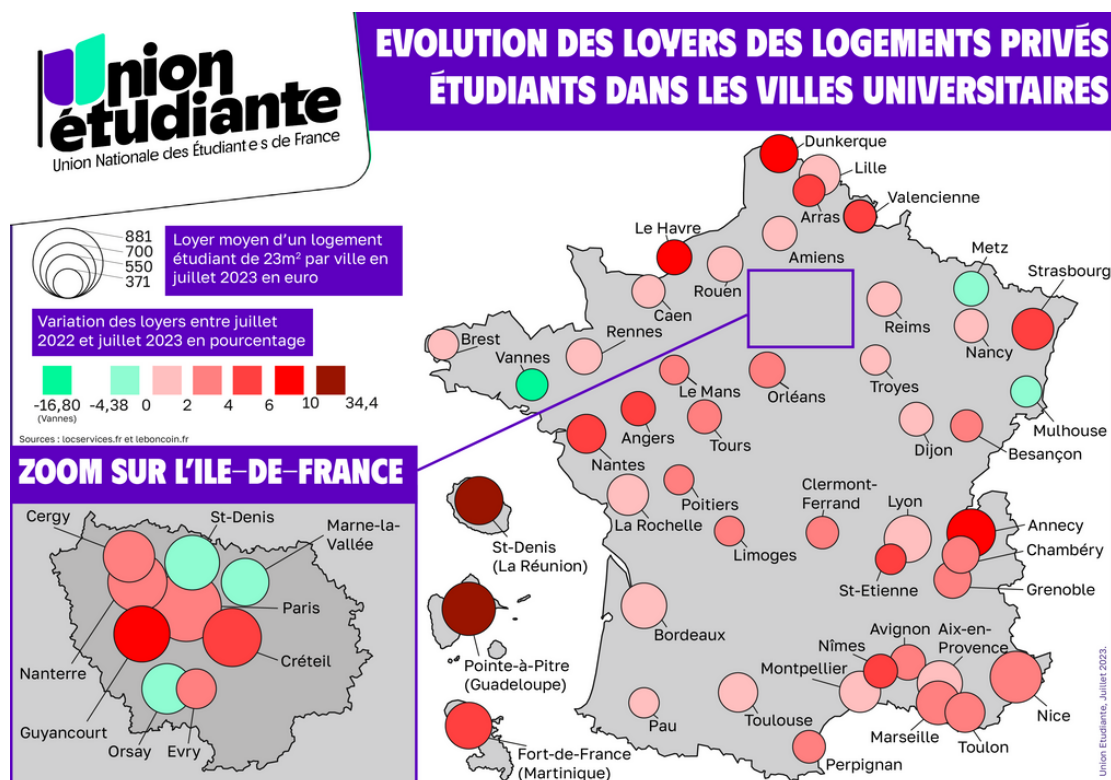 Union
étudiante
Union Nationale des Étudiant·e·s de France
EVOLUTION DES LOYERS DES LOGEMENTS PRIVÉS
ÉTUDIANTS DANS LES VILLES UNIVERSITAIRES
881
700
550
371
Loyer moyen d'un logement
étudiant de 23m² par ville en
juillet 2023 en euro
Variation des loyers entre juillet
2022 et juillet 2023 en pourcentage
-16,80 -4,38 0 2 4 6 10 34,4
(Vannes)
Sources : locservices.fr et leboncoin.fr
ZOOM SUR L'ILE-DE-FRANCE
Cergy
St-Denis
Marne-la-
Vallée
Paris
Nanterre
Créteil
Guyancourt
Orsay
Evry
Dunkerque
Lille
Arras
Valencienne
Le Havre
Amiens
Rouen
Caen
Metz
Strasbourg
Reims
Nancy
Brest
Rennes
Vannes
Troyes
Le Mans
Orléans
Mulhouse
Angers
Tours
Dijon
Besançon
Nantes
Poitiers
Clermont-
Ferrand
Lyon
Annecy
La Rochelle
Limoges
Chambéry
St-Etienne
Grenoble
St-Denis
(La Réunion)
Bordeaux
Pointe-à-Pitre
(Guadeloupe)
Nîmes
Avignon
Aix-en-
Provence
Montpellier
Pau
Toulouse
Marseille
Toulon
Nice
Fort-de-France
(Martinique)
Perpignan
Union Etudiante, Juillet 2023.